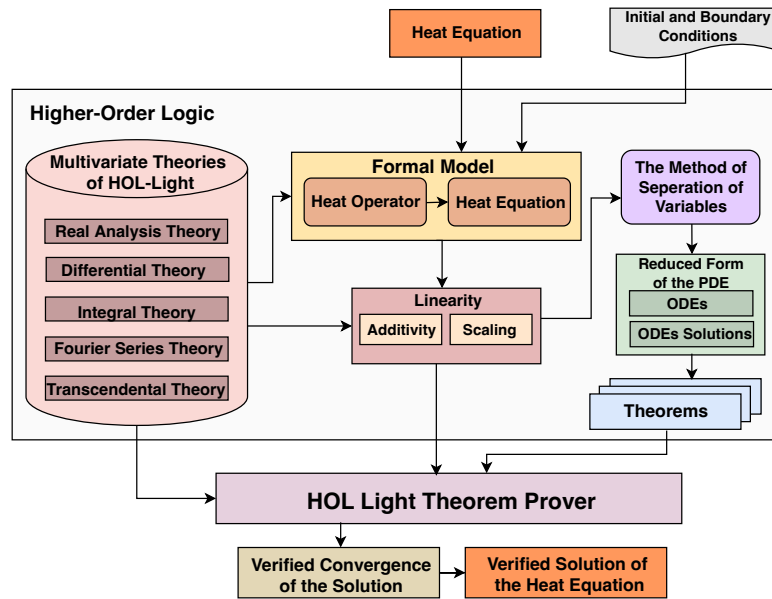 Heat Equation
Initial and Boundary
Conditions
Higher-Order Logic
Multivariate Theories
of HOL-Light
Real Analysis Theory
Differential Theory
Integral Theory
Fourier Series Theory
Transcendental Theory
Formal Model
Heat Operator
Heat Equation
Linearity
Additivity
Scaling
The Method of
Seperation of
Variables
Reduced Form
of the PDE
ODEs
ODEs Solutions
Theorems
HOL Light Theorem Prover
Verified Convergence
of the Solution
Verified Solution of
the Heat Equation